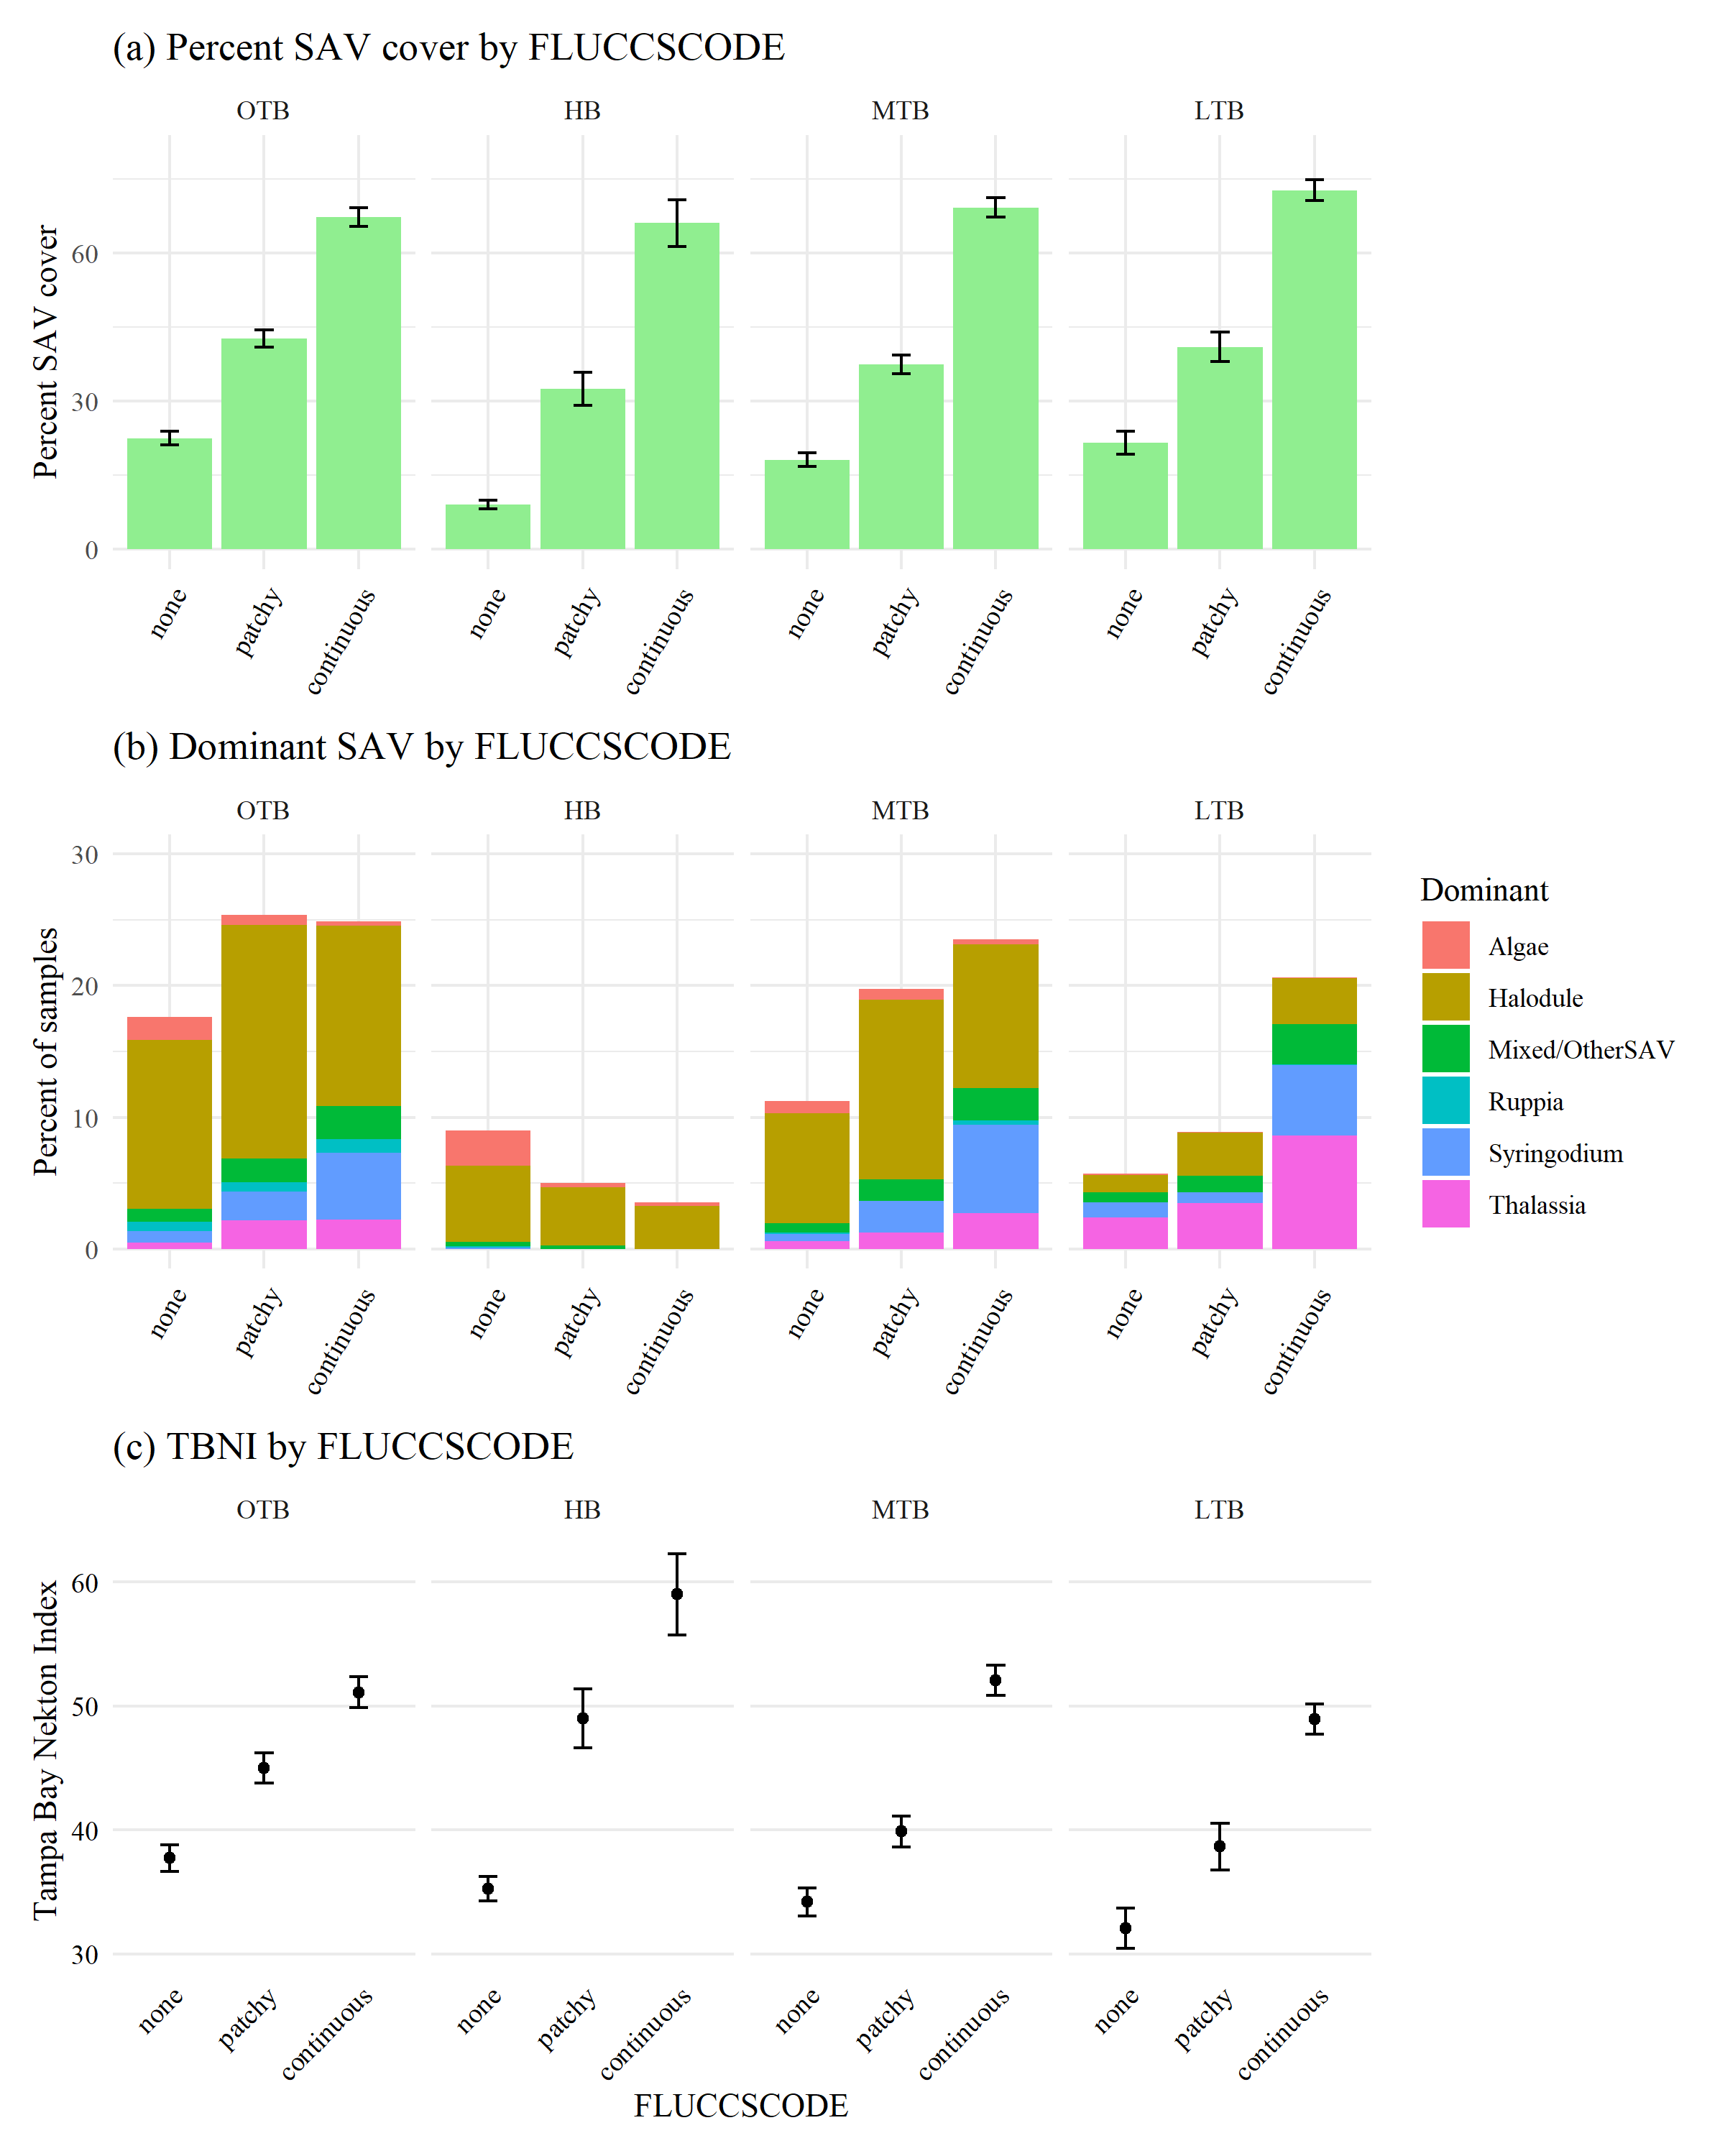 (a) Percent SAV cover by FLUCCSCODE
OTB HB MTB LTB
Percent SAV cover
60
30
0
none patchy continuous none patchy continuous none patchy continuous none patchy continuous
(b) Dominant SAV by FLUCCSCODE
OTB HB MTB LTB
Percent of samples
30
20
10
0
none patchy continuous none patchy continuous none patchy continuous none patchy continuous
Dominant
Algae
Halodule
Mixed/OtherSAV
Ruppia
Syringodium
Thalassia
(c) TBNI by FLUCCSCODE
OTB HB MTB LTB
Tampa Bay Nekton Index
60
50
40
30
none patchy continuous none patchy continuous none patchy continuous none patchy continuous
FLUCCSCODE